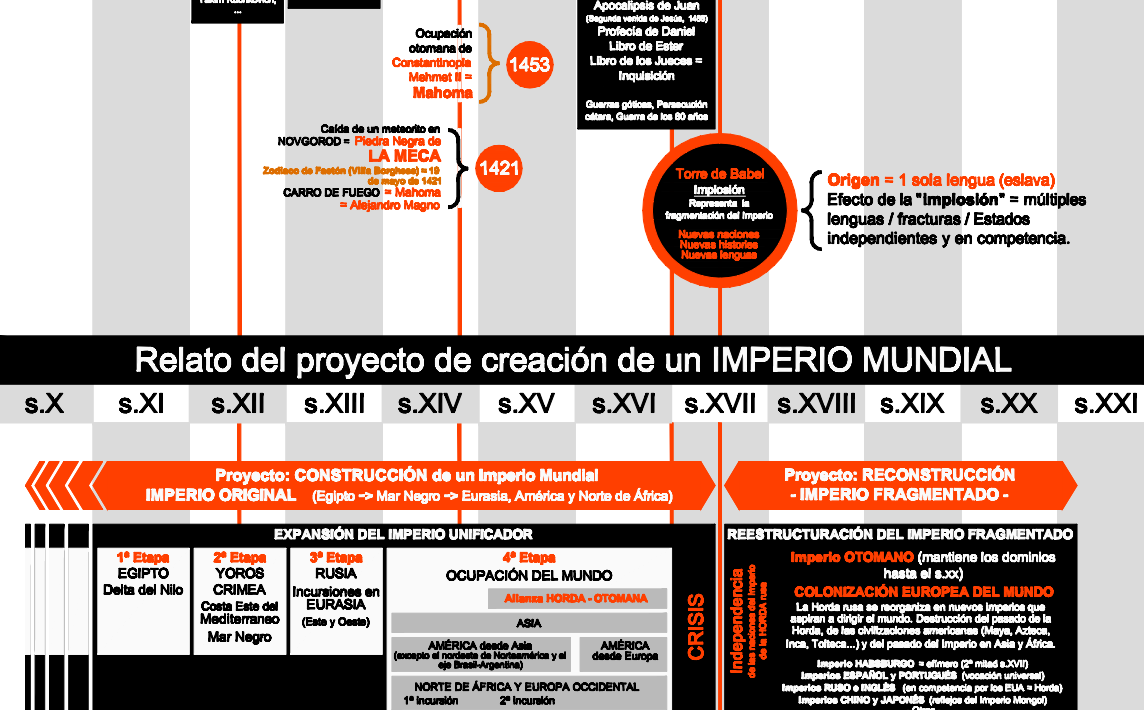 ...
Apocalipsis de Juan
(Segunda venida de Jesús, 1486)
Profecía de Daniel
Libro de Ester
Libro de los Jueces =
Inquisición
Guerras góticas, Persecución
cátara, Guerra de los 80 años
Ocupación
otomana de
Constantinopla
Mehmet II =
Mahoma
1453
Caída de un meteorito en
NOVGOROD = Piedra Negra de
LA MECA
Zodiaco de Faetón (Villa Borghese) = 19
de mayo de 1421
CARRO DE FUEGO = Mahoma
= Alejandro Magno
1421
Torre de Babel
Implosión
Representa la
fragmentación del Imperio
Nuevas naciones
Nuevas histories
Nuevas lenguas
Origen = 1 sola lengua (eslava)
Efecto de la "implosión" = múltiples
lenguas / fracturas / Estados
independientes y en competencia.
Relato del proyecto de creación de un IMPERIO MUNDIAL
s.X s.XI s.XII s.XIII s.XIV s.XV s.XVI s.XVII s.XVIII s.XIX s.XX s.XXI
Proyecto: CONSTRUCCIÓN de un Imperio Mundial
IMPERIO ORIGINAL (Egipto -> Mar Negro -> Eurasia, América y Norte de África)
Proyecto: RECONSTRUCCIÓN
- IMPERIO FRAGMENTADO -
EXPANSIÓN DEL IMPERIO UNIFICADOR
1ª Etapa
EGIPTO
Delta del Nilo
2ª Etapa
YOROS
CRIMEA
Costa Este del
Mediterraneo
Mar Negro
3ª Etapa
RUSIA
Incursiones en
EURASIA
(Este y Oeste)
4ª Etapa
OCUPACIÓN DEL MUNDO
Alianza HORDA - OTOMANA
ASIA
AMÉRICA desde Asia
(excepto el nordeste de Norteamérica y el
eje Brasil-Argentina)
AMÉRICA
desde Europa
NORTE DE ÁFRICA Y EUROPA OCCIDENTAL
1ª Incursión 2ª Incursión
CRISIS
REESTRUCTURACIÓN DEL IMPERIO FRAGMENTADO
Independencia
de las naciones del Imperio
de la HORDA rusa
Imperio OTOMANO (mantiene los dominios
hasta el s.xx)
COLONIZACIÓN EUROPEA DEL MUNDO
La Horda rusa se reorganiza en nuevos imperios que
aspiran a dirigir el mundo. Destrucción del pasado de la
Horda, de las civilizaciones americanas (Maya, Azteca,
Inca, Tolteca...) y del pasado del Imperio en Asia y África.
Imperio HABSBURGO = efímero (2ª mitad s.XVII)
Imperios ESPAÑOL y PORTUGUÉS (vocación universal)
Imperios RUSO e INGLÉS (en competencia por los EUA = Horda)
Imperios CHINO y JAPONÉS (reflejos del Imperio Mongol)